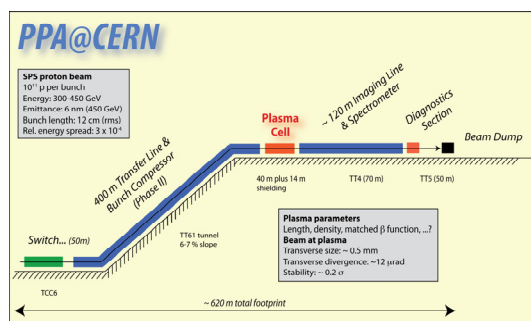 PPA@CERN
SPS proton beam
10¹¹ p per bunch
Energy: 300-450 GeV
Emittance: 6 nm (450 GeV)
Bunch length: 12 cm (rms)
Rel. energy spread: 3 x 10⁻⁴
400 m Transfer Line &
Bunch Compressor
(Phase II)
Plasma
Cell
~ 120 m Imaging Line
& Spectrometer
Diagnostics
Section
Beam Dump
40 m plus 14 m
shielding
TT4 (70 m)
TT5 (50 m)
TT61 tunnel
6-7 % slope
Switch... (50m)
TCC6
Plasma parameters
Length, density, matched β function, ...?
Beam at plasma
Transverse size: ~ 0.5 mm
Transverse divergence: ~12 μrad
Stability: ~ 0.2 σ
~ 620 m total footprint